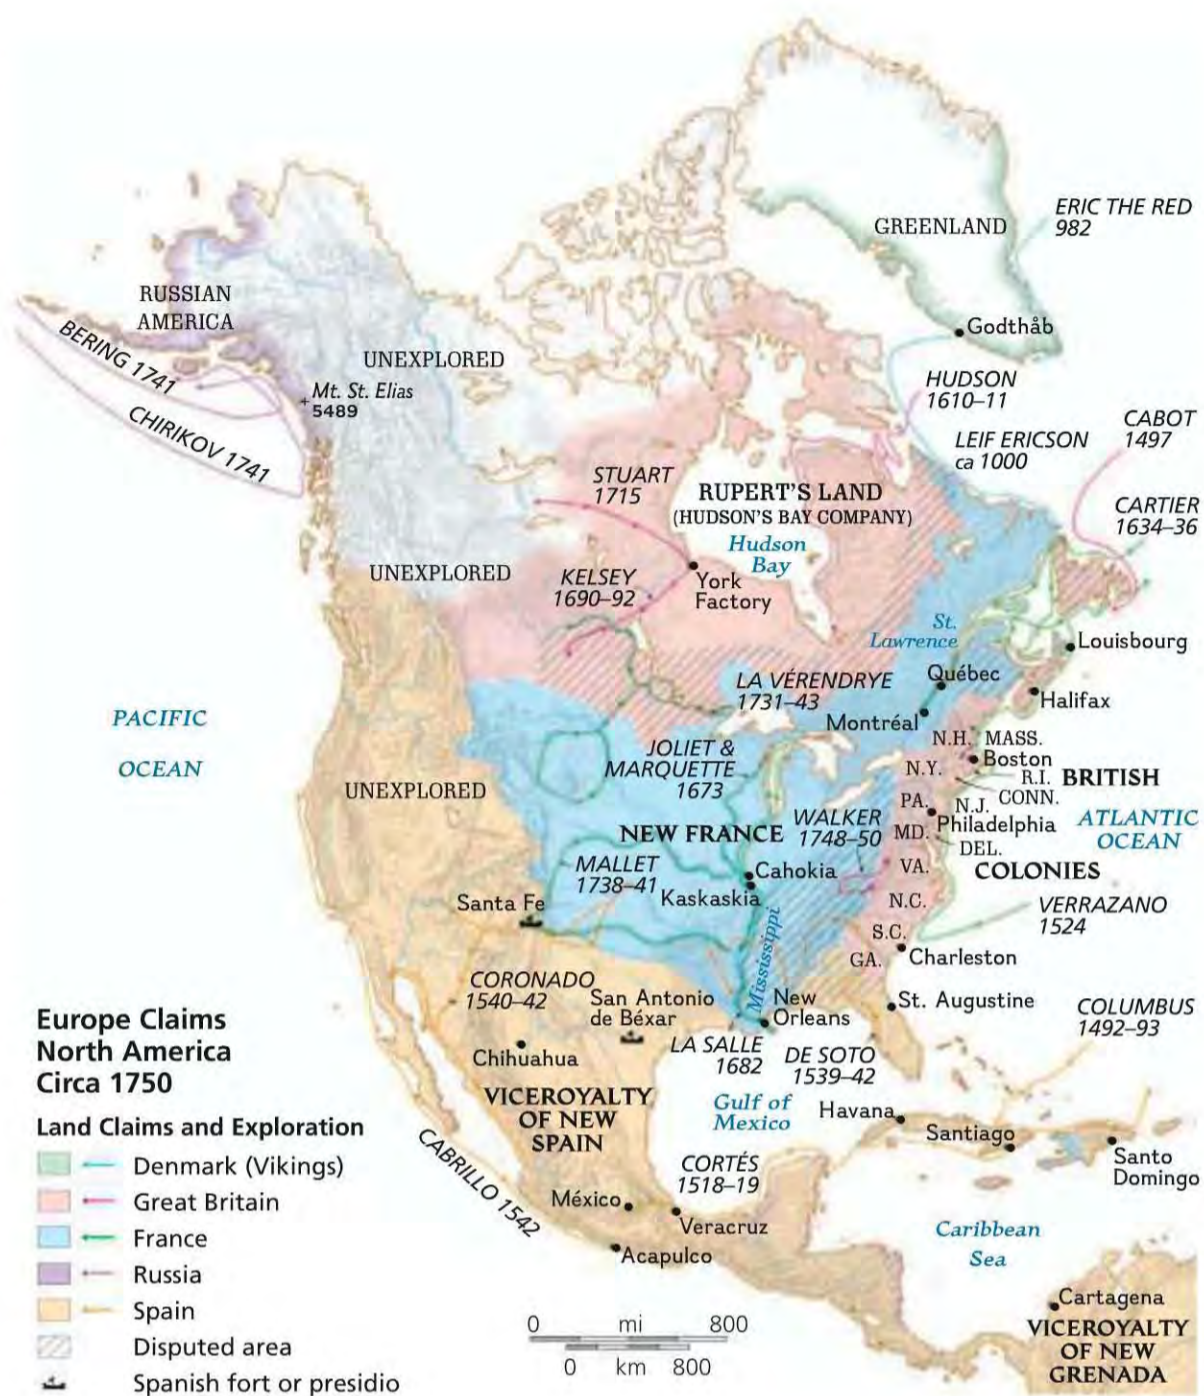 ERIC THE RED
982
GREENLAND
RUSSIAN
AMERICA
Godthåb
BERING 1741
UNEXPLORED
HUDSON
1610–11
Mt. St. Elias
5489
CABOT
1497
CHIRIKOV 1741
LEIF ERICSON
ca 1000
STUART
1715
RUPERT'S LAND
(HUDSON'S BAY COMPANY)
CARTIER
1634–36
Hudson
Bay
UNEXPLORED
KELSEY
1690–92
York
Factory
St.
Lawrence
Louisbourg
Québec
LA VÉRENDRYE
1731–43
Halifax
PACIFIC
OCEAN
Montréal
N.H.
MASS.
JOLIET &
MARQUETTE
1673
Boston
N.Y.
R.I.
BRITISH
UNEXPLORED
CONN.
PA.
N.J.
NEW FRANCE
WALKER
1748–50
Philadelphia
ATLANTIC
OCEAN
MD.
DEL.
MALLET
1738–41
Cahokia
VA.
COLONIES
Santa Fe
Kaskaskia
N.C.
VERRAZANO
1524
S.C.
Mississippi
Charleston
GA.
CORONADO
1540–42
San Antonio
de Béxar
New
Orleans
St. Augustine
COLUMBUS
1492–93
Europe Claims
North America
Circa 1750
Chihuahua
LA SALLE
1682
DE SOTO
1539–42
VICEROYALTY
OF NEW
SPAIN
Gulf of
Mexico
Havana
Land Claims and Exploration
Santiago
Denmark (Vikings)
CABRILLO 1542
CORTÉS
1518–19
Santo
Domingo
Great Britain
México
Veracruz
France
Caribbean
Sea
Acapulco
Russia
Spain
Cartagena
0 mi 800
Disputed area
VICEROYALTY
OF NEW
GRENADA
0 km 800
Spanish fort or presidio